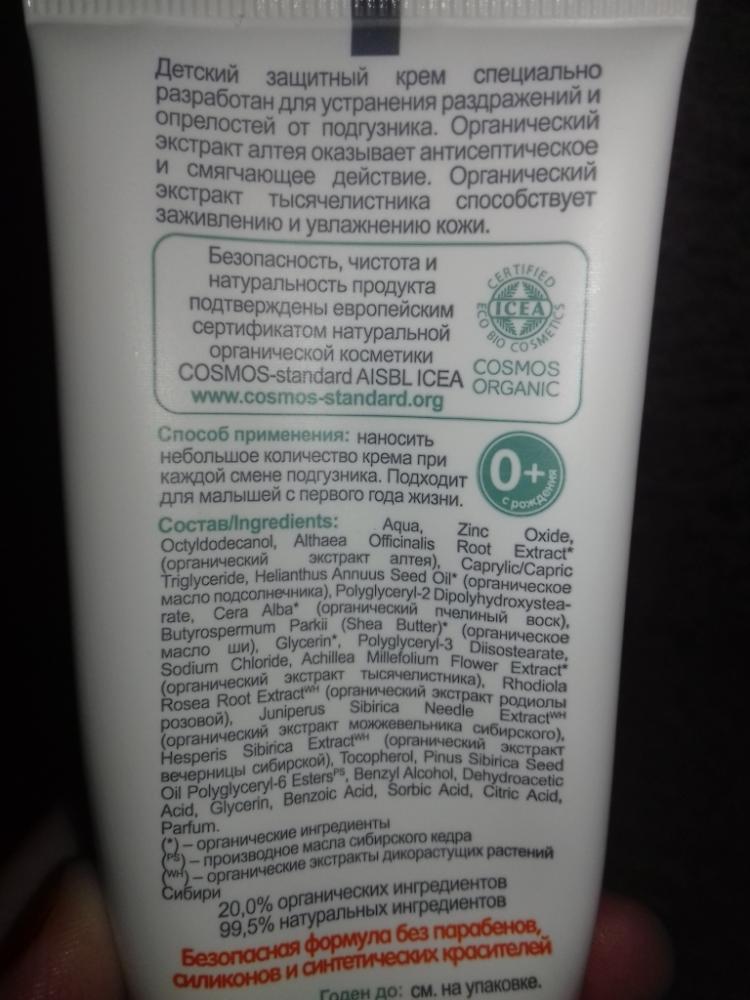 Детский защитный крем специально
разработан для устранения раздражений и
опрелостей от подгузника. Органический
экстракт алтея оказывает антисептическое
и смягчающее действие. Органический
экстракт тысячелистника способствует
заживлению и увлажнению кожи.
Безопасность, чистота и
натуральность продукта
подтверждены европейским
сертификатом натуральной
органической косметики
COSMOS-standard AISBL ICEA
www.cosmos-standard.org
CERTIFIED
ICEA
ECO BIO COSMETICS
COSMOS
ORGANIC
Способ применения: наносить
небольшое количество крема при
каждой смене подгузника. Подходит
для малышей с первого года жизни.
0+
с рождения
Состав/Ingredients: Aqua, Zinc Oxide,
Octyldodecanol, Althaea Officinalis Root Extract*
(органический экстракт алтея), Caprylic/Capric
Triglyceride, Helianthus Annuus Seed Oil* (органическое
масло подсолнечника), Polyglyceryl-2 Dipolyhydroxystea-
rate, Cera Alba* (органический пчелиный воск),
Butyrospermum Parkii (Shea Butter)* (органическое
масло ши), Glycerin*, Polyglyceryl-3 Diisostearate,
Sodium Chloride, Achillea Millefolium Flower Extract*
(органический экстракт тысячелистника), Rhodiola
Rosea Root Extractᵂᴴ (органический экстракт родиолы
розовой), Juniperus Sibirica Needle Extractᵂᴴ
(органический экстракт можжевельника сибирского),
Hesperis Sibirica Extractᵂᴴ (органический экстракт
вечерницы сибирской), Tocopherol, Pinus Sibirica Seed
Oil Polyglyceryl-6 Estersᴾˢ, Benzyl Alcohol, Dehydroacetic
Acid, Glycerin, Benzoic Acid, Sorbic Acid, Citric Acid,
Parfum.
(*) – органические ингредиенты
(ᴾˢ) – производное масла сибирского кедра
(ᵂᴴ) – органические экстракты дикорастущих растений
Сибири
20,0% органических ингредиентов
99,5% натуральных ингредиентов
Безопасная формула без парабенов,
силиконов и синтетических красителей
Годен до: см. на упаковке.